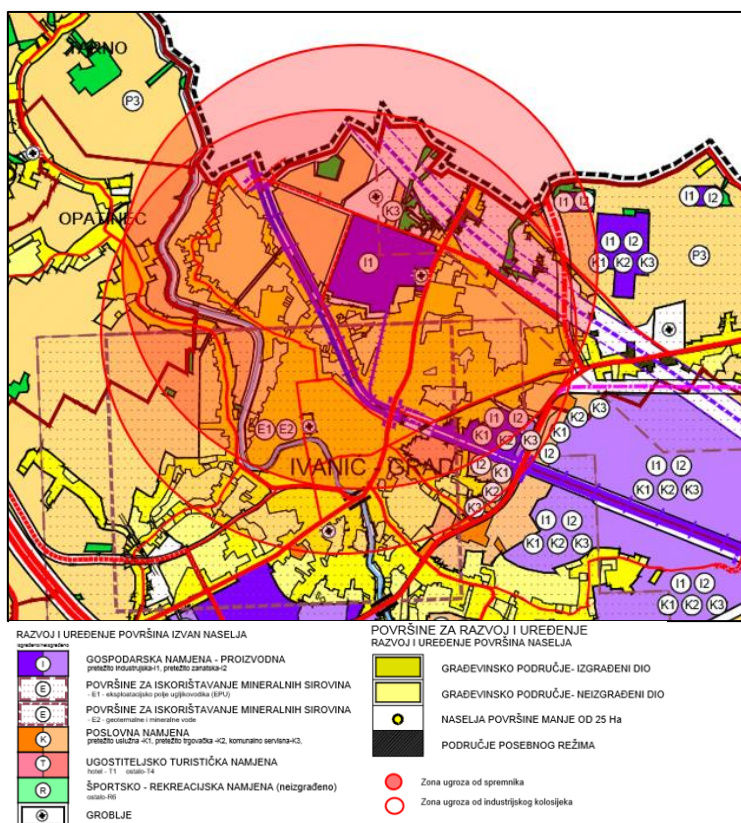 TARNO
P3
OPATINEC
K3
I1
I1 I2
I1 I2
I1 I2
K1 K2 K3
P3
E1 E2
IVANIĆ - GRAD
I1 I2
K1 K2 K3
K1
K2
K3
I2
I2
K1
K2
K3
I1 I2
K1 K2 K3
I1 I2
K1 K2 K3
I1 I2
K1 K2 K3
RAZVOJ I UREĐENJE POVRŠINA IZVAN NASELJA
I
GOSPODARSKA NAMJENA - PROIZVODNA
pretežito industrijska-I1, pretežito zanatska-I2
E
POVRŠINE ZA ISKORIŠTAVANJE MINERALNIH SIROVINA
- E1 - eksploatacijsko polje ugljikovodika (EPU)
E
POVRŠINE ZA ISKORIŠTAVANJE MINERALNIH SIROVINA
- E2 - geotermalne i mineralne vode
K
POSLOVNA NAMJENA
pretežito uslužna -K1, pretežito trgovačka -K2, komunalno servisna-K3,
T
UGOSTITELJSKO TURISTIČKA NAMJENA
hotel - T1 ostalo-T4
R
ŠPORTSKO - REKREACIJSKA NAMJENA (neizgrađeno)
ostalo-R6
GROBLJE
POVRŠINE ZA RAZVOJ I UREĐENJE
RAZVOJ I UREĐENJE POVRŠINA NASELJA
GRAĐEVINSKO PODRUČJE- IZGRAĐENI DIO
GRAĐEVINSKO PODRUČJE- NEIZGRAĐENI DIO
NASELJA POVRŠINE MANJE OD 25 Ha
PODRUČJE POSEBNOG REŽIMA
Zona ugroza od spremnika
Zona ugroza od industrijskog kolosijeka